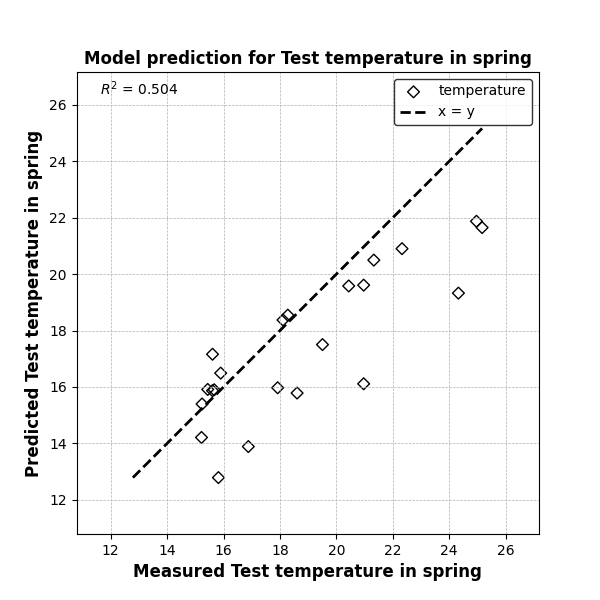 Model prediction for Test temperature in spring
R² = 0.504
temperature
x = y
26
24
22
20
18
16
14
12
Predicted Test temperature in spring
12 14 16 18 20 22 24 26
Measured Test temperature in spring